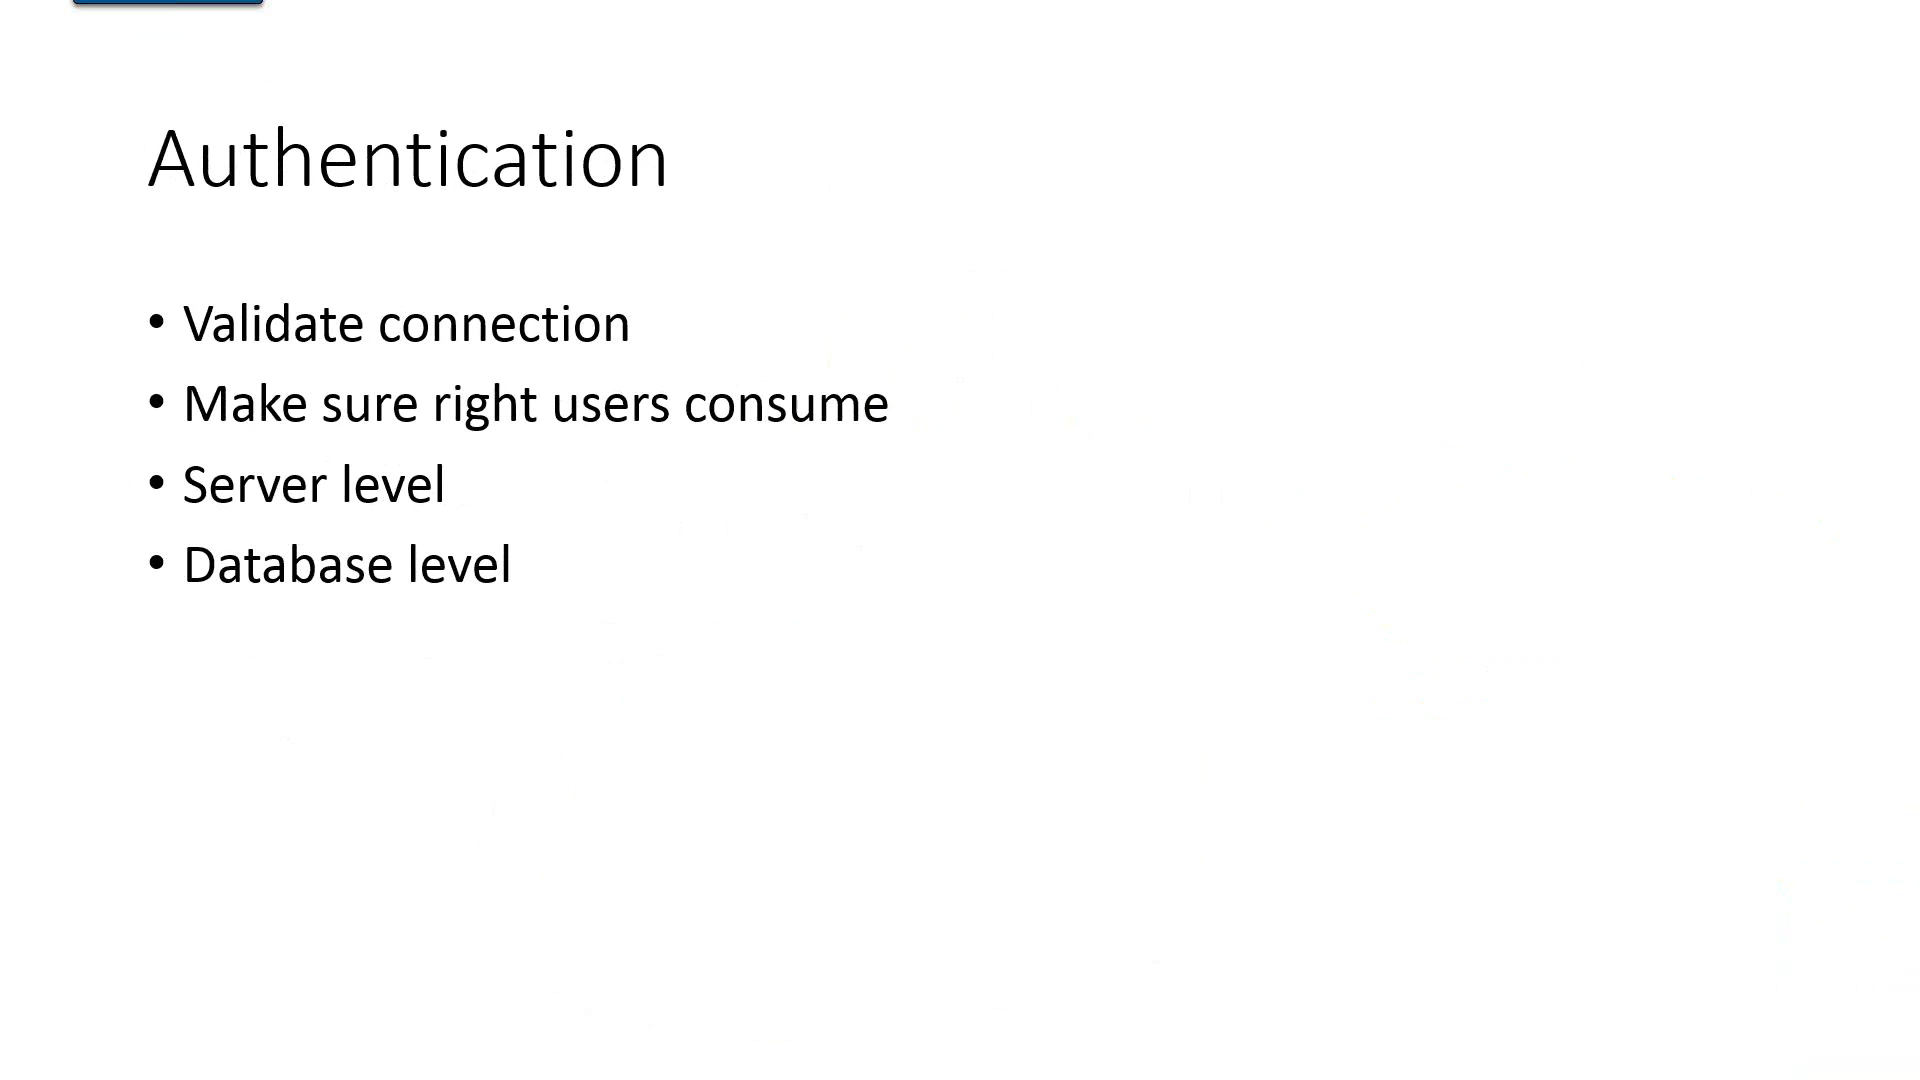 Authentication
• Validate connection
• Make sure right users consume
• Server level
• Database level